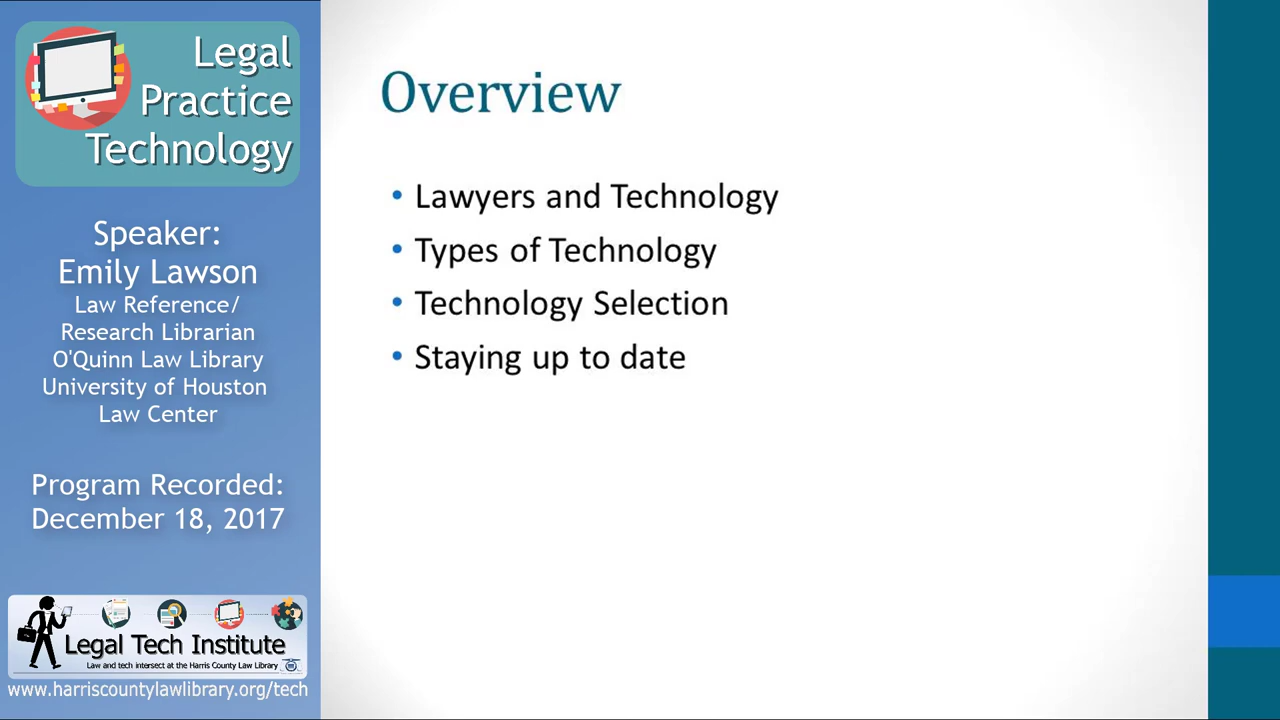 Legal
Practice
Technology
Speaker:
Emily Lawson
Law Reference/
Research Librarian
O'Quinn Law Library
University of Houston
Law Center
Program Recorded:
December 18, 2017
Legal Tech Institute
Law and tech intersect at the Harris County Law Library
www.harriscountylawlibrary.org/tech
Overview
• Lawyers and Technology
• Types of Technology
• Technology Selection
• Staying up to date